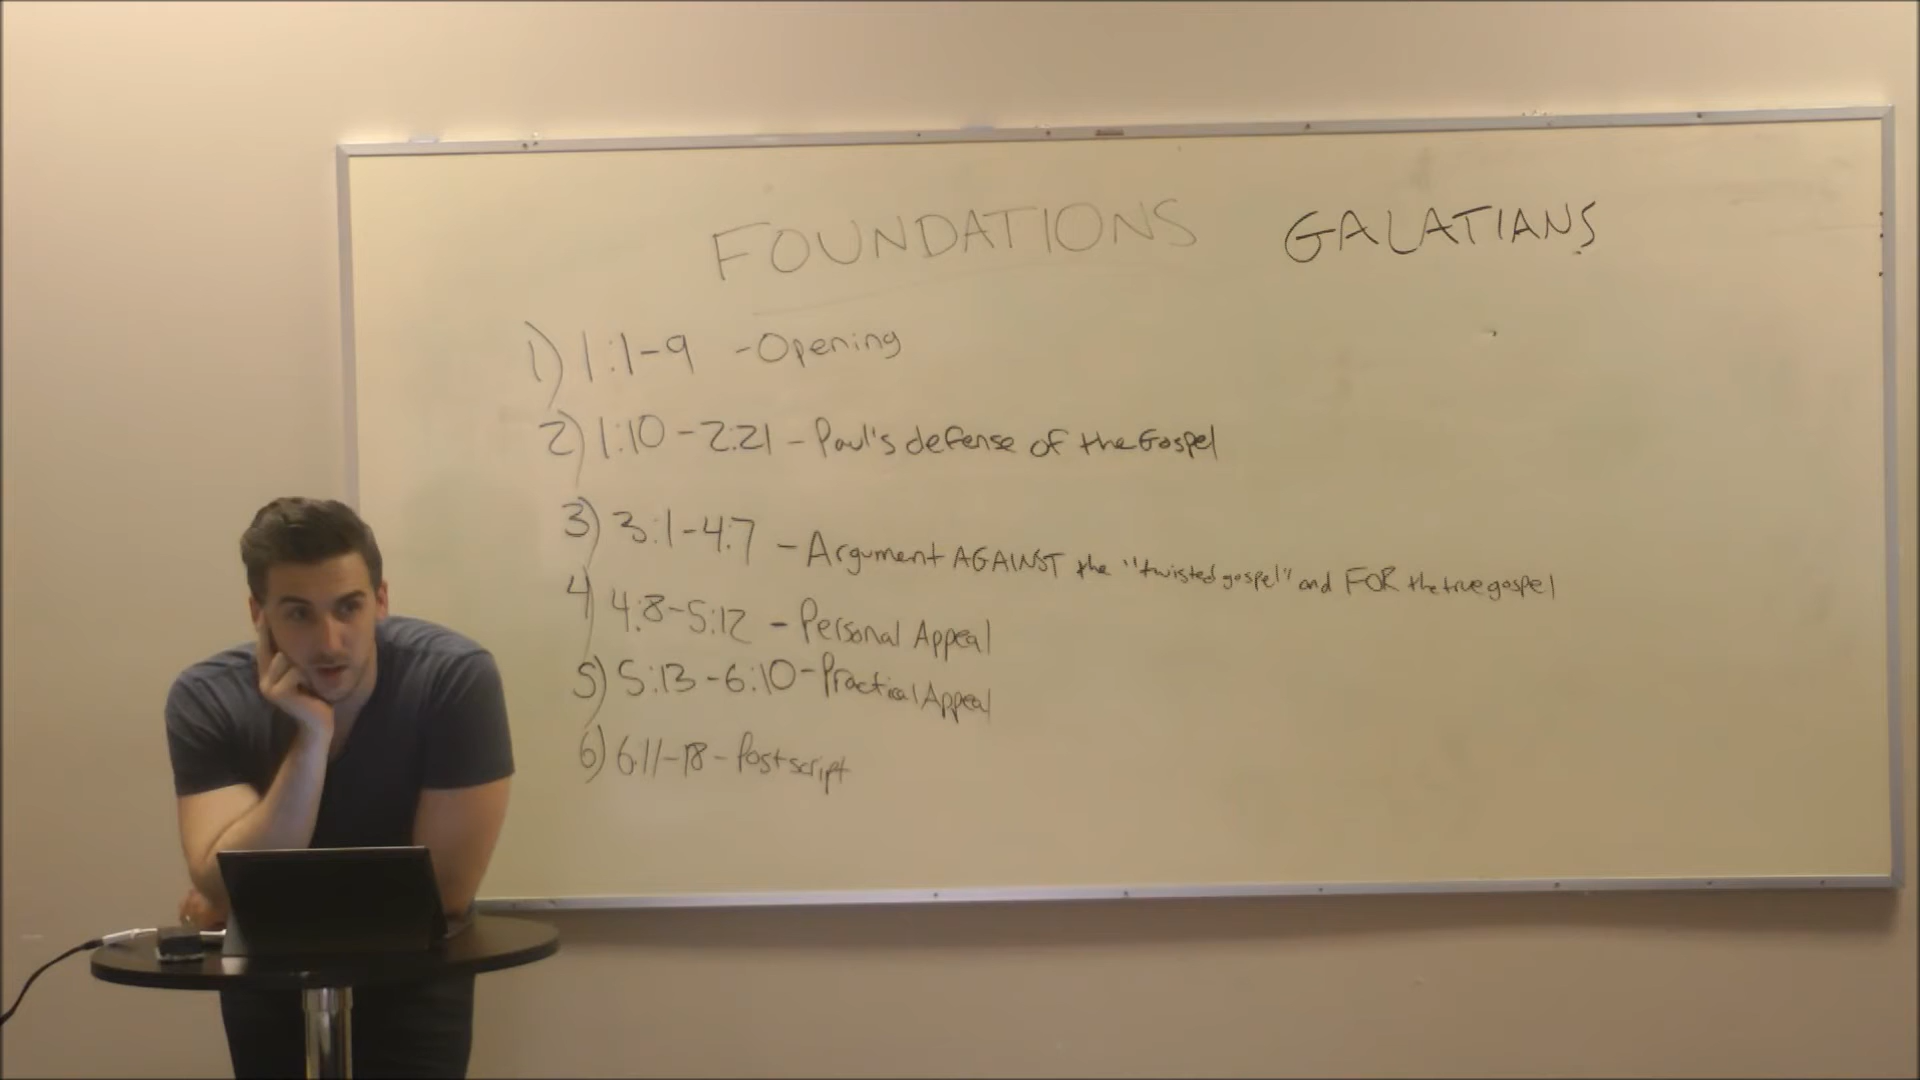 FOUNDATIONS GALATIANS
1) 1:1-9 - Opening
2) 1:10-2:21 - Paul's defense of the Gospel
3) 3:1-4:7 - Argument AGAINST the "twisted gospel" and FOR the true gospel
4) 4:8-5:12 - Personal Appeal
5) 5:13-6:10 - Practical Appeal
6) 6:11-18 - Postscript